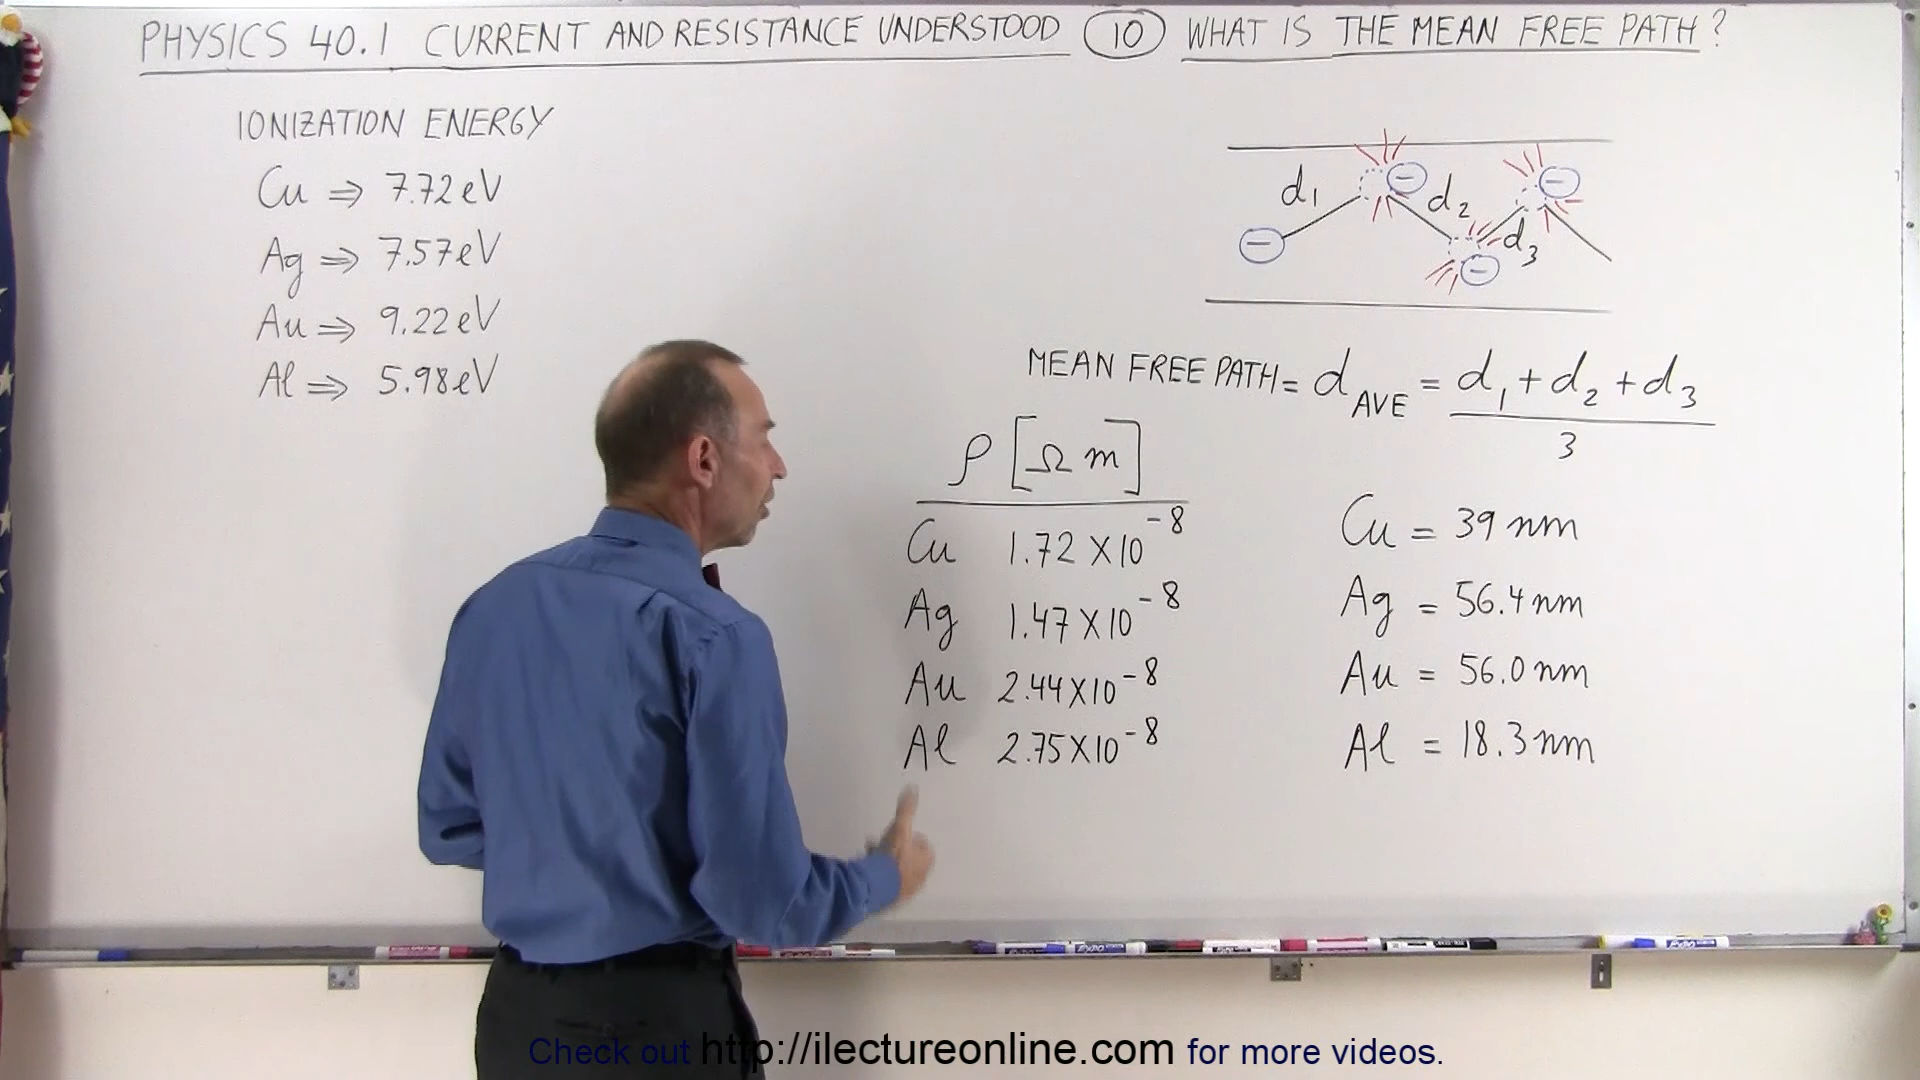 PHYSICS 40.1 CURRENT AND RESISTANCE UNDERSTOOD 10 WHAT IS THE MEAN FREE PATH?
IONIZATION ENERGY
Cu ⇒ 7.72 eV
Ag ⇒ 7.57 eV
Au ⇒ 9.22 eV
Al ⇒ 5.98 eV
d₁ d₂ d₃
− − − −
MEAN FREE PATH = d_AVE = (d₁ + d₂ + d₃) / 3
ρ [Ω m]
Cu 1.72 × 10⁻⁸
Ag 1.47 × 10⁻⁸
Au 2.44 × 10⁻⁸
Al 2.75 × 10⁻⁸
Cu = 39 nm
Ag = 56.4 nm
Au = 56.0 nm
Al = 18.3 nm
EXPO
EXPO
Check out http://ilectureonline.com for more videos.